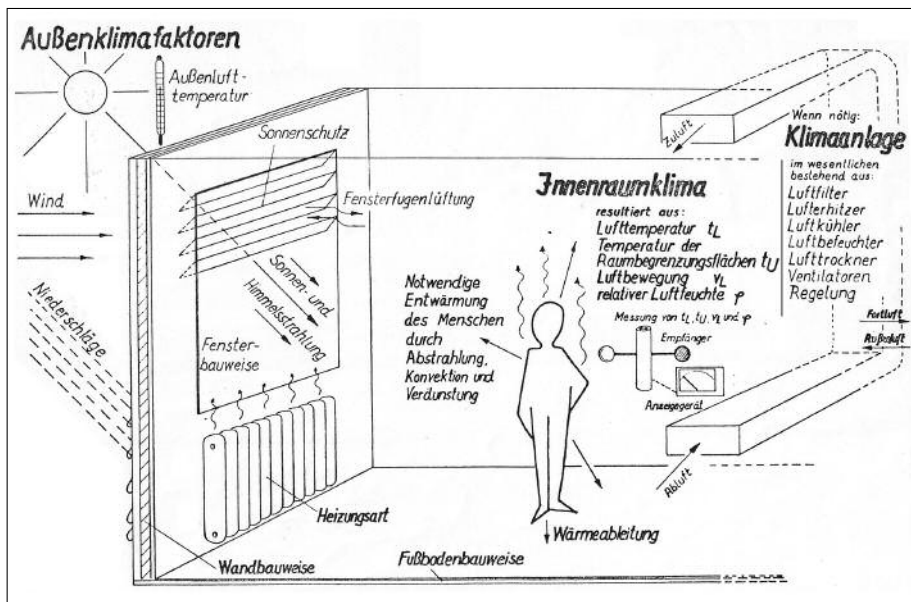 Außenklimafaktoren
Außenluft-
temperatur
Sonnenschutz
Wind
Fensterfugenlüftung
Niederschläge
Sonnen- und
Himmelsstrahlung
Fenster-
bauweise
Heizungsart
Wandbauweise
Fußbodenbauweise
Notwendige
Entwärmung
des Menschen
durch
Abstrahlung,
Konvektion und
Verdunstung
Wärmeableitung
Innenraumklima
resultiert aus:
Lufttemperatur tL
Temperatur der
Raumbegrenzungsflächen tU
Luftbewegung vL
relativer Luftfeuchte φ
Messung von tL, tU, vL und φ
Empfänger
Anzeigegerät
Zuluft
Wenn nötig:
Klimaanlage
im wesentlichen
bestehend aus:
Luftfilter
Lufterhitzer
Luftkühler
Luftbefeuchter
Lufttrockner
Ventilatoren
Regelung
Fortluft
Außenluft
Abluft